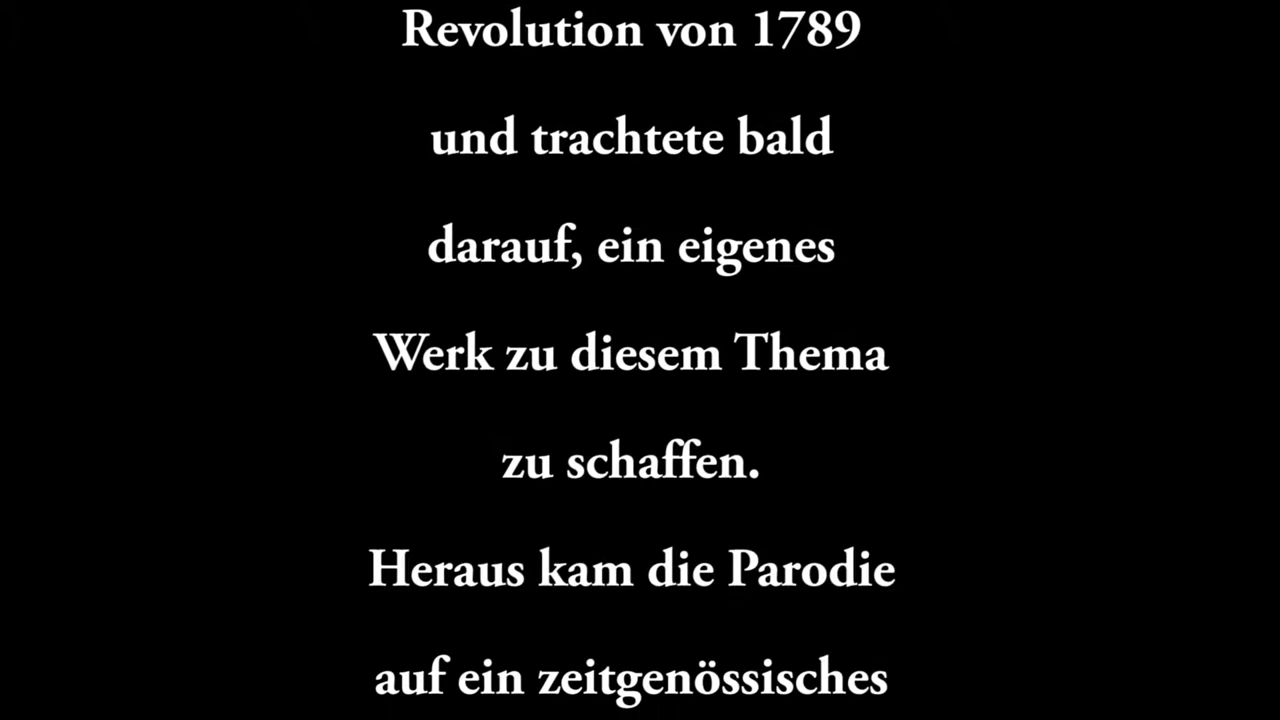 Revolution von 1789
und trachtete bald
darauf, ein eigenes
Werk zu diesem Thema
zu schaffen.
Heraus kam die Parodie
auf ein zeitgenössisches